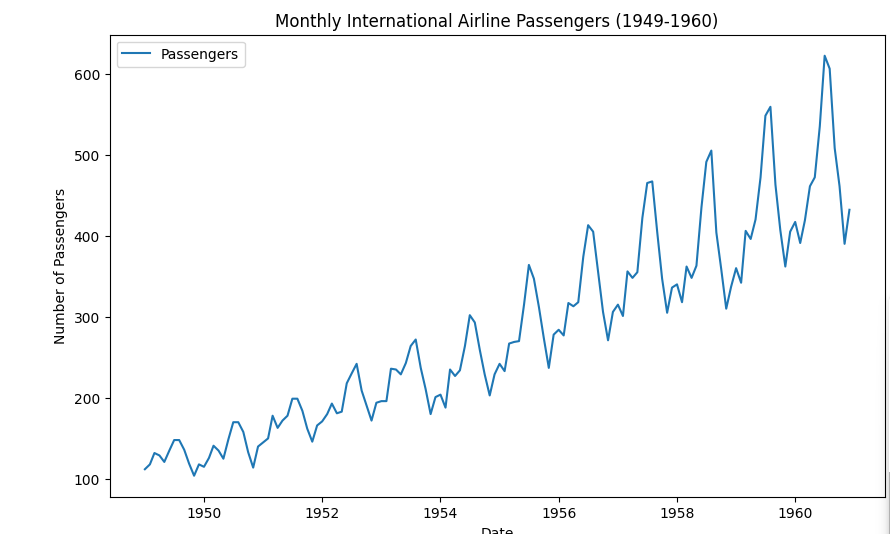 Monthly International Airline Passengers (1949-1960)
Passengers
Number of Passengers
600
500
400
300
200
100
1950 1952 1954 1956 1958 1960
Date